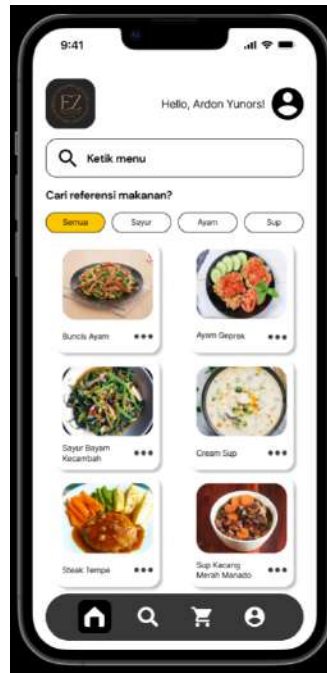 9:41
EZ
Hello, Ardon Yunors!
Ketik menu
Cari referensi makanan?
Semua
Sayur
Ayam
Sup
Buncis Ayam
Ayam Geprek
Sayur Bayam
Kecambah
Cream Sup
Steak Tempe
Sup Kacang
Merah Manado